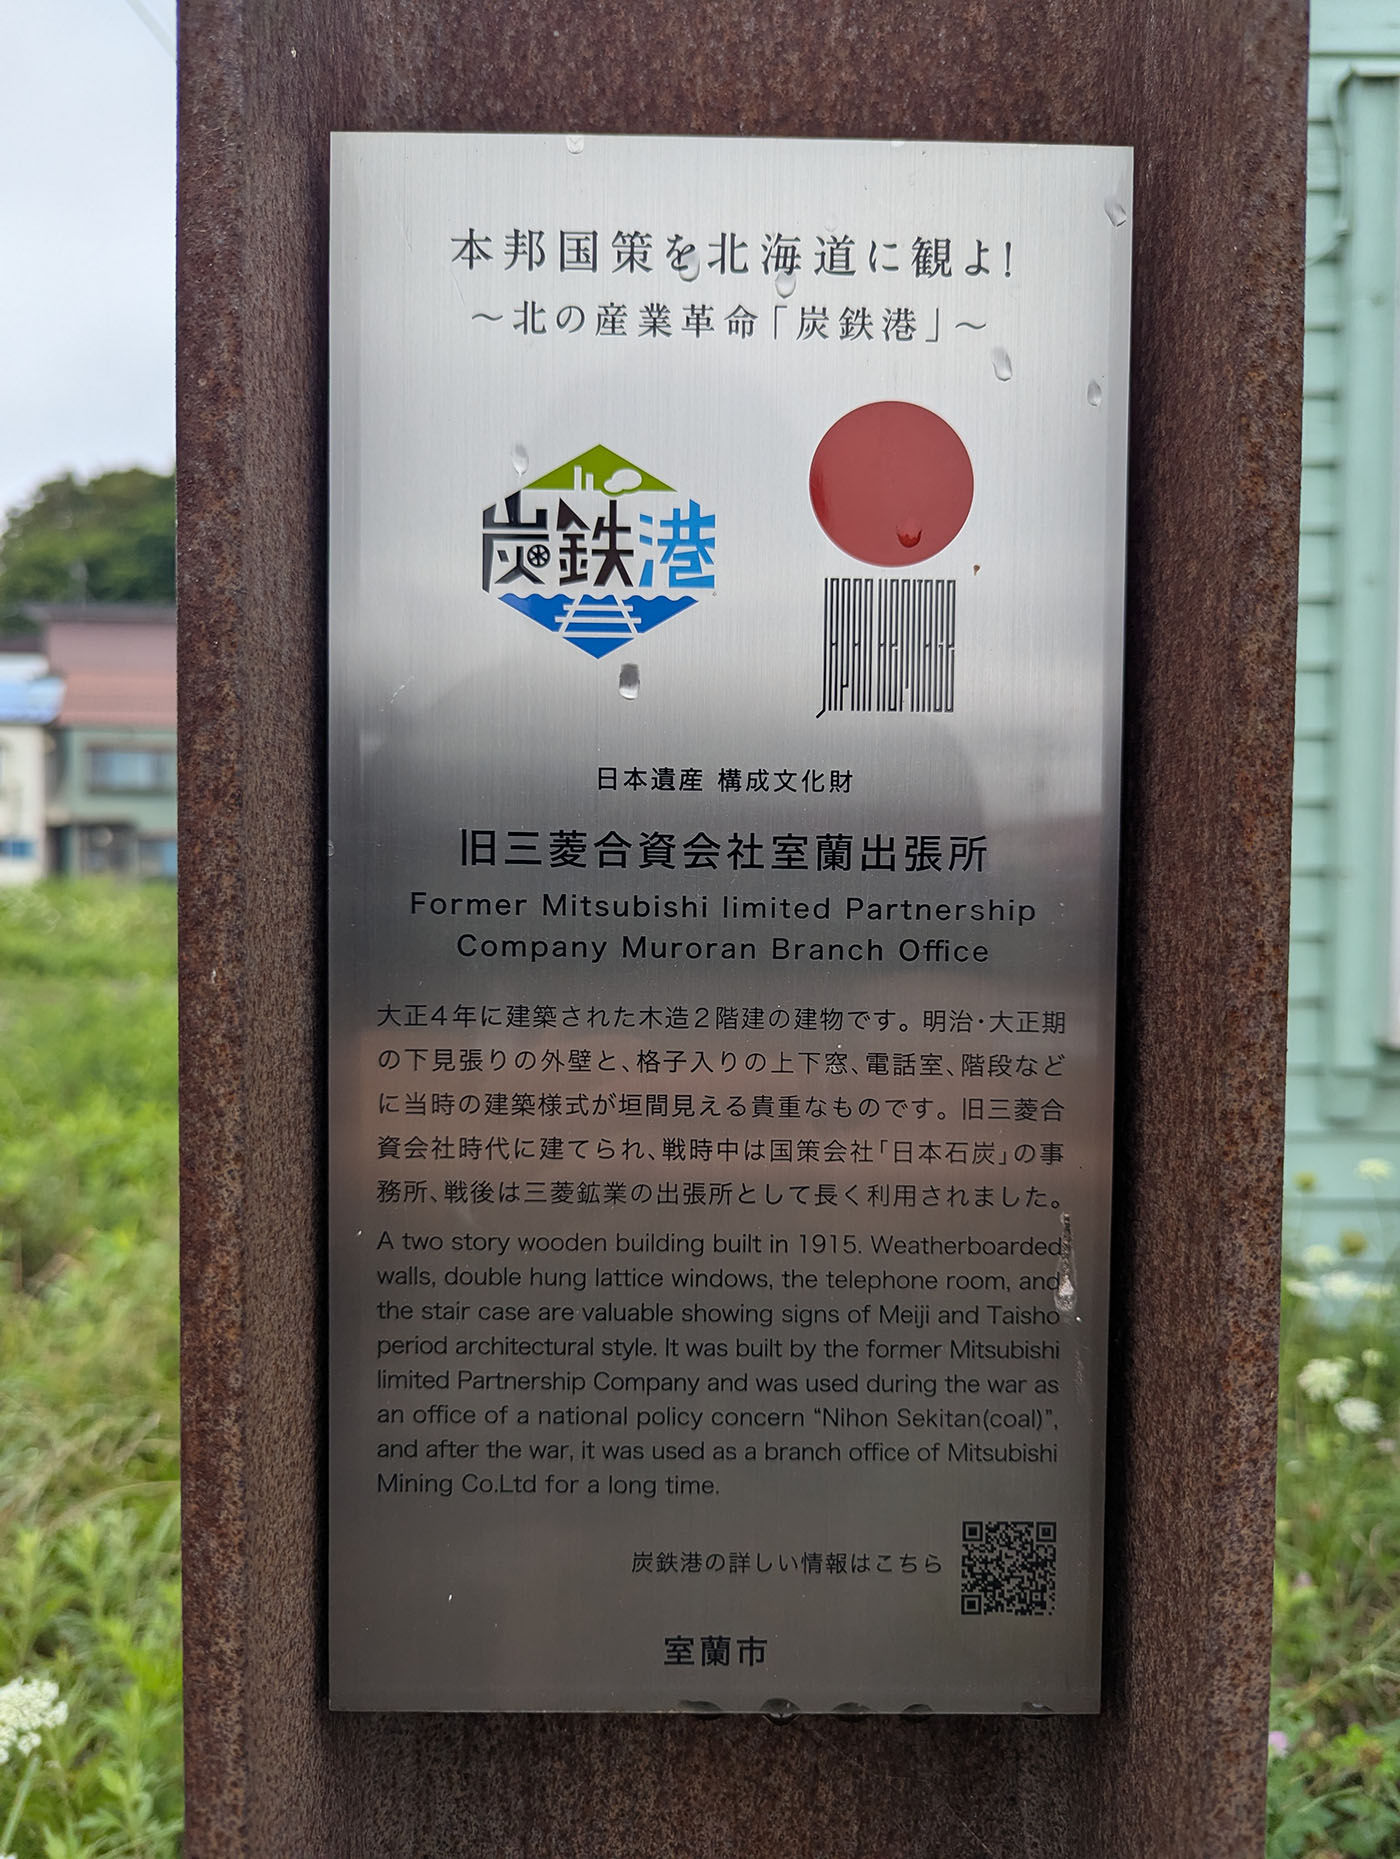 本邦国策を北海道に観よ!
～北の産業革命「炭鉄港」～
炭鉄港
JAPAN HERITAGE
日本遺産 構成文化財
旧三菱合資会社室蘭出張所
Former Mitsubishi limited Partnership
Company Muroran Branch Office
大正4年に建築された木造2階建の建物です。明治・大正期
の下見張りの外壁と、格子入りの上下窓、電話室、階段など
に当時の建築様式が垣間見える貴重なものです。旧三菱合
資会社時代に建てられ、戦時中は国策会社「日本石炭」の事
務所、戦後は三菱鉱業の出張所として長く利用されました。
A two story wooden building built in 1915. Weatherboarded
walls, double hung lattice windows, the telephone room, and
the stair case are valuable showing signs of Meiji and Taisho
period architectural style. It was built by the former Mitsubishi
limited Partnership Company and was used during the war as
an office of a national policy concern “Nihon Sekitan(coal)”,
and after the war, it was used as a branch office of Mitsubishi
Mining Co.Ltd for a long time.
炭鉄港の詳しい情報はこちら
室蘭市